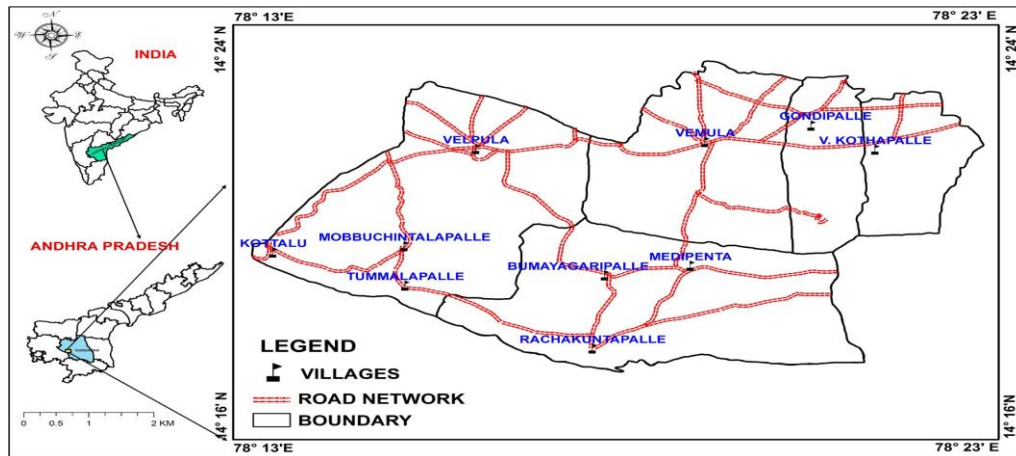 78° 13'E
78° 23' E
14° 24' N
14° 24' N
N
W
E
S
INDIA
ANDHRA PRADESH
VELPULA
VEMULA
GONDIPALLE
V. KOTHAPALLE
KOTTALU
MOBBUCHINTALAPALLE
TUMMALAPALLE
BUMAYAGARIPALLE
MEDIPENTA
RACHAKUNTAPALLE
LEGEND
VILLAGES
ROAD NETWORK
BOUNDARY
0 0.5 1 2 KM
14° 16' N
14° 16'N
78° 13'E
78° 23' E